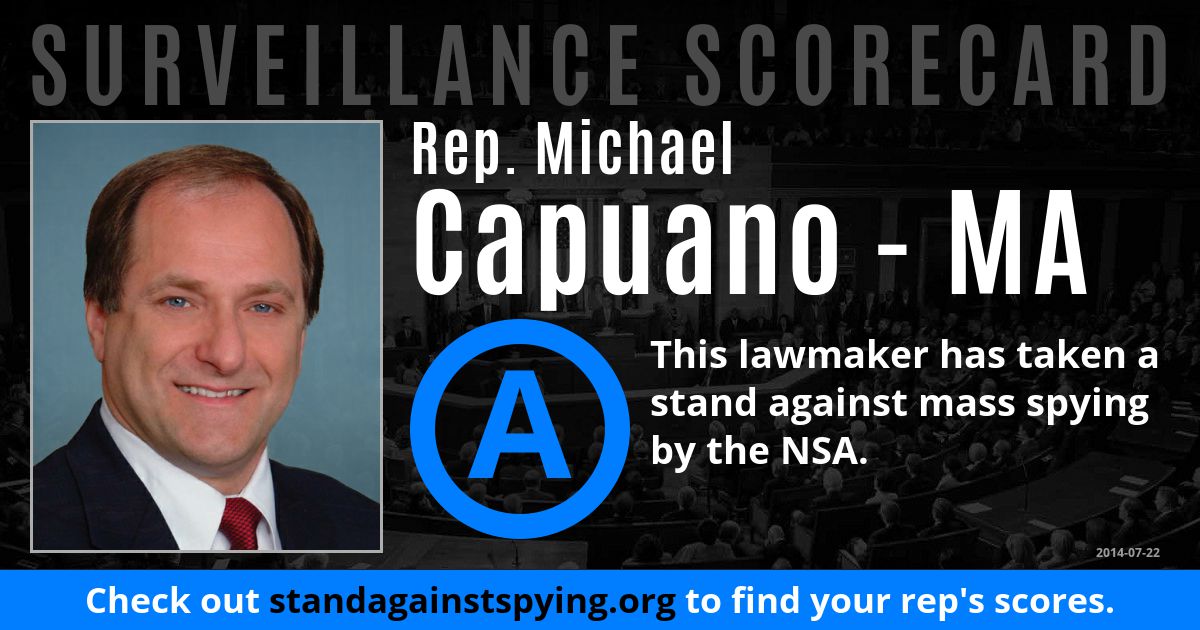 SURVEILLANCE SCORECARD
Rep. Michael
Capuano - MA
A
This lawmaker has taken a
stand against mass spying
by the NSA.
2014-07-22
Check out standagainstspying.org to find your rep's scores.